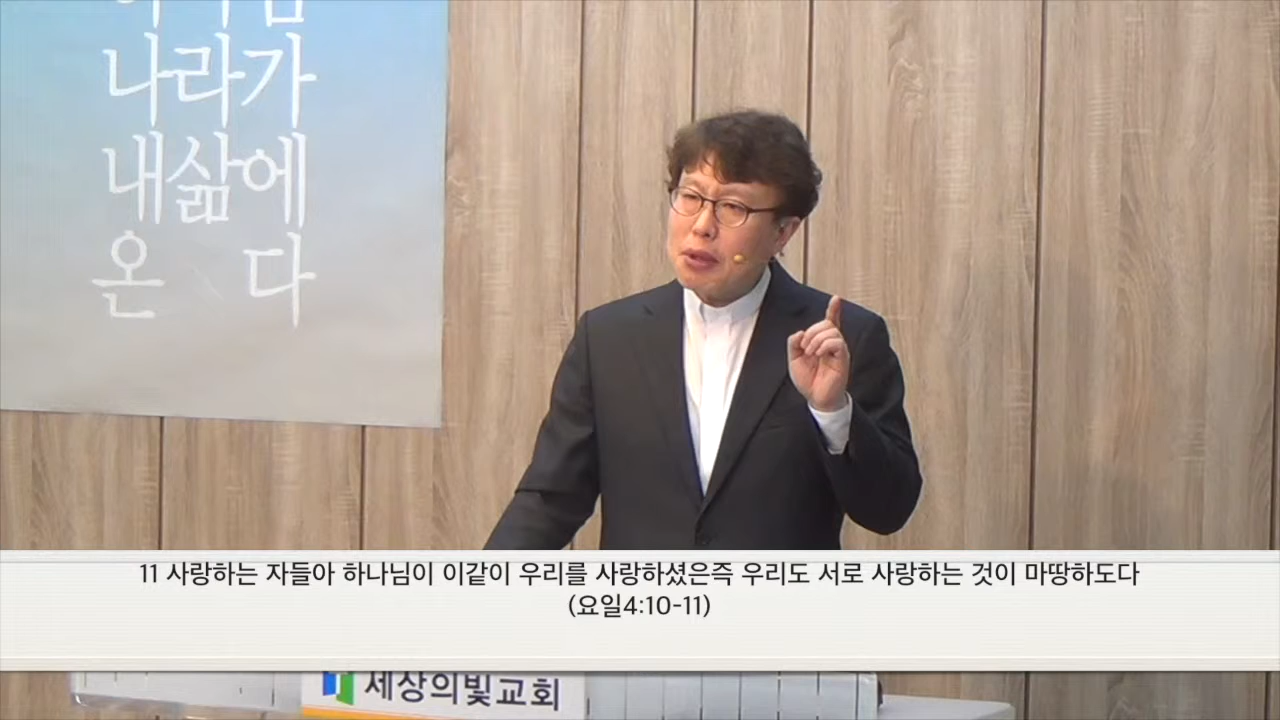 나라가
내삶에
온 다
11 사랑하는 자들아 하나님이 이같이 우리를 사랑하셨은즉 우리도 서로 사랑하는 것이 마땅하도다
(요일4:10-11)
세상의빛교회